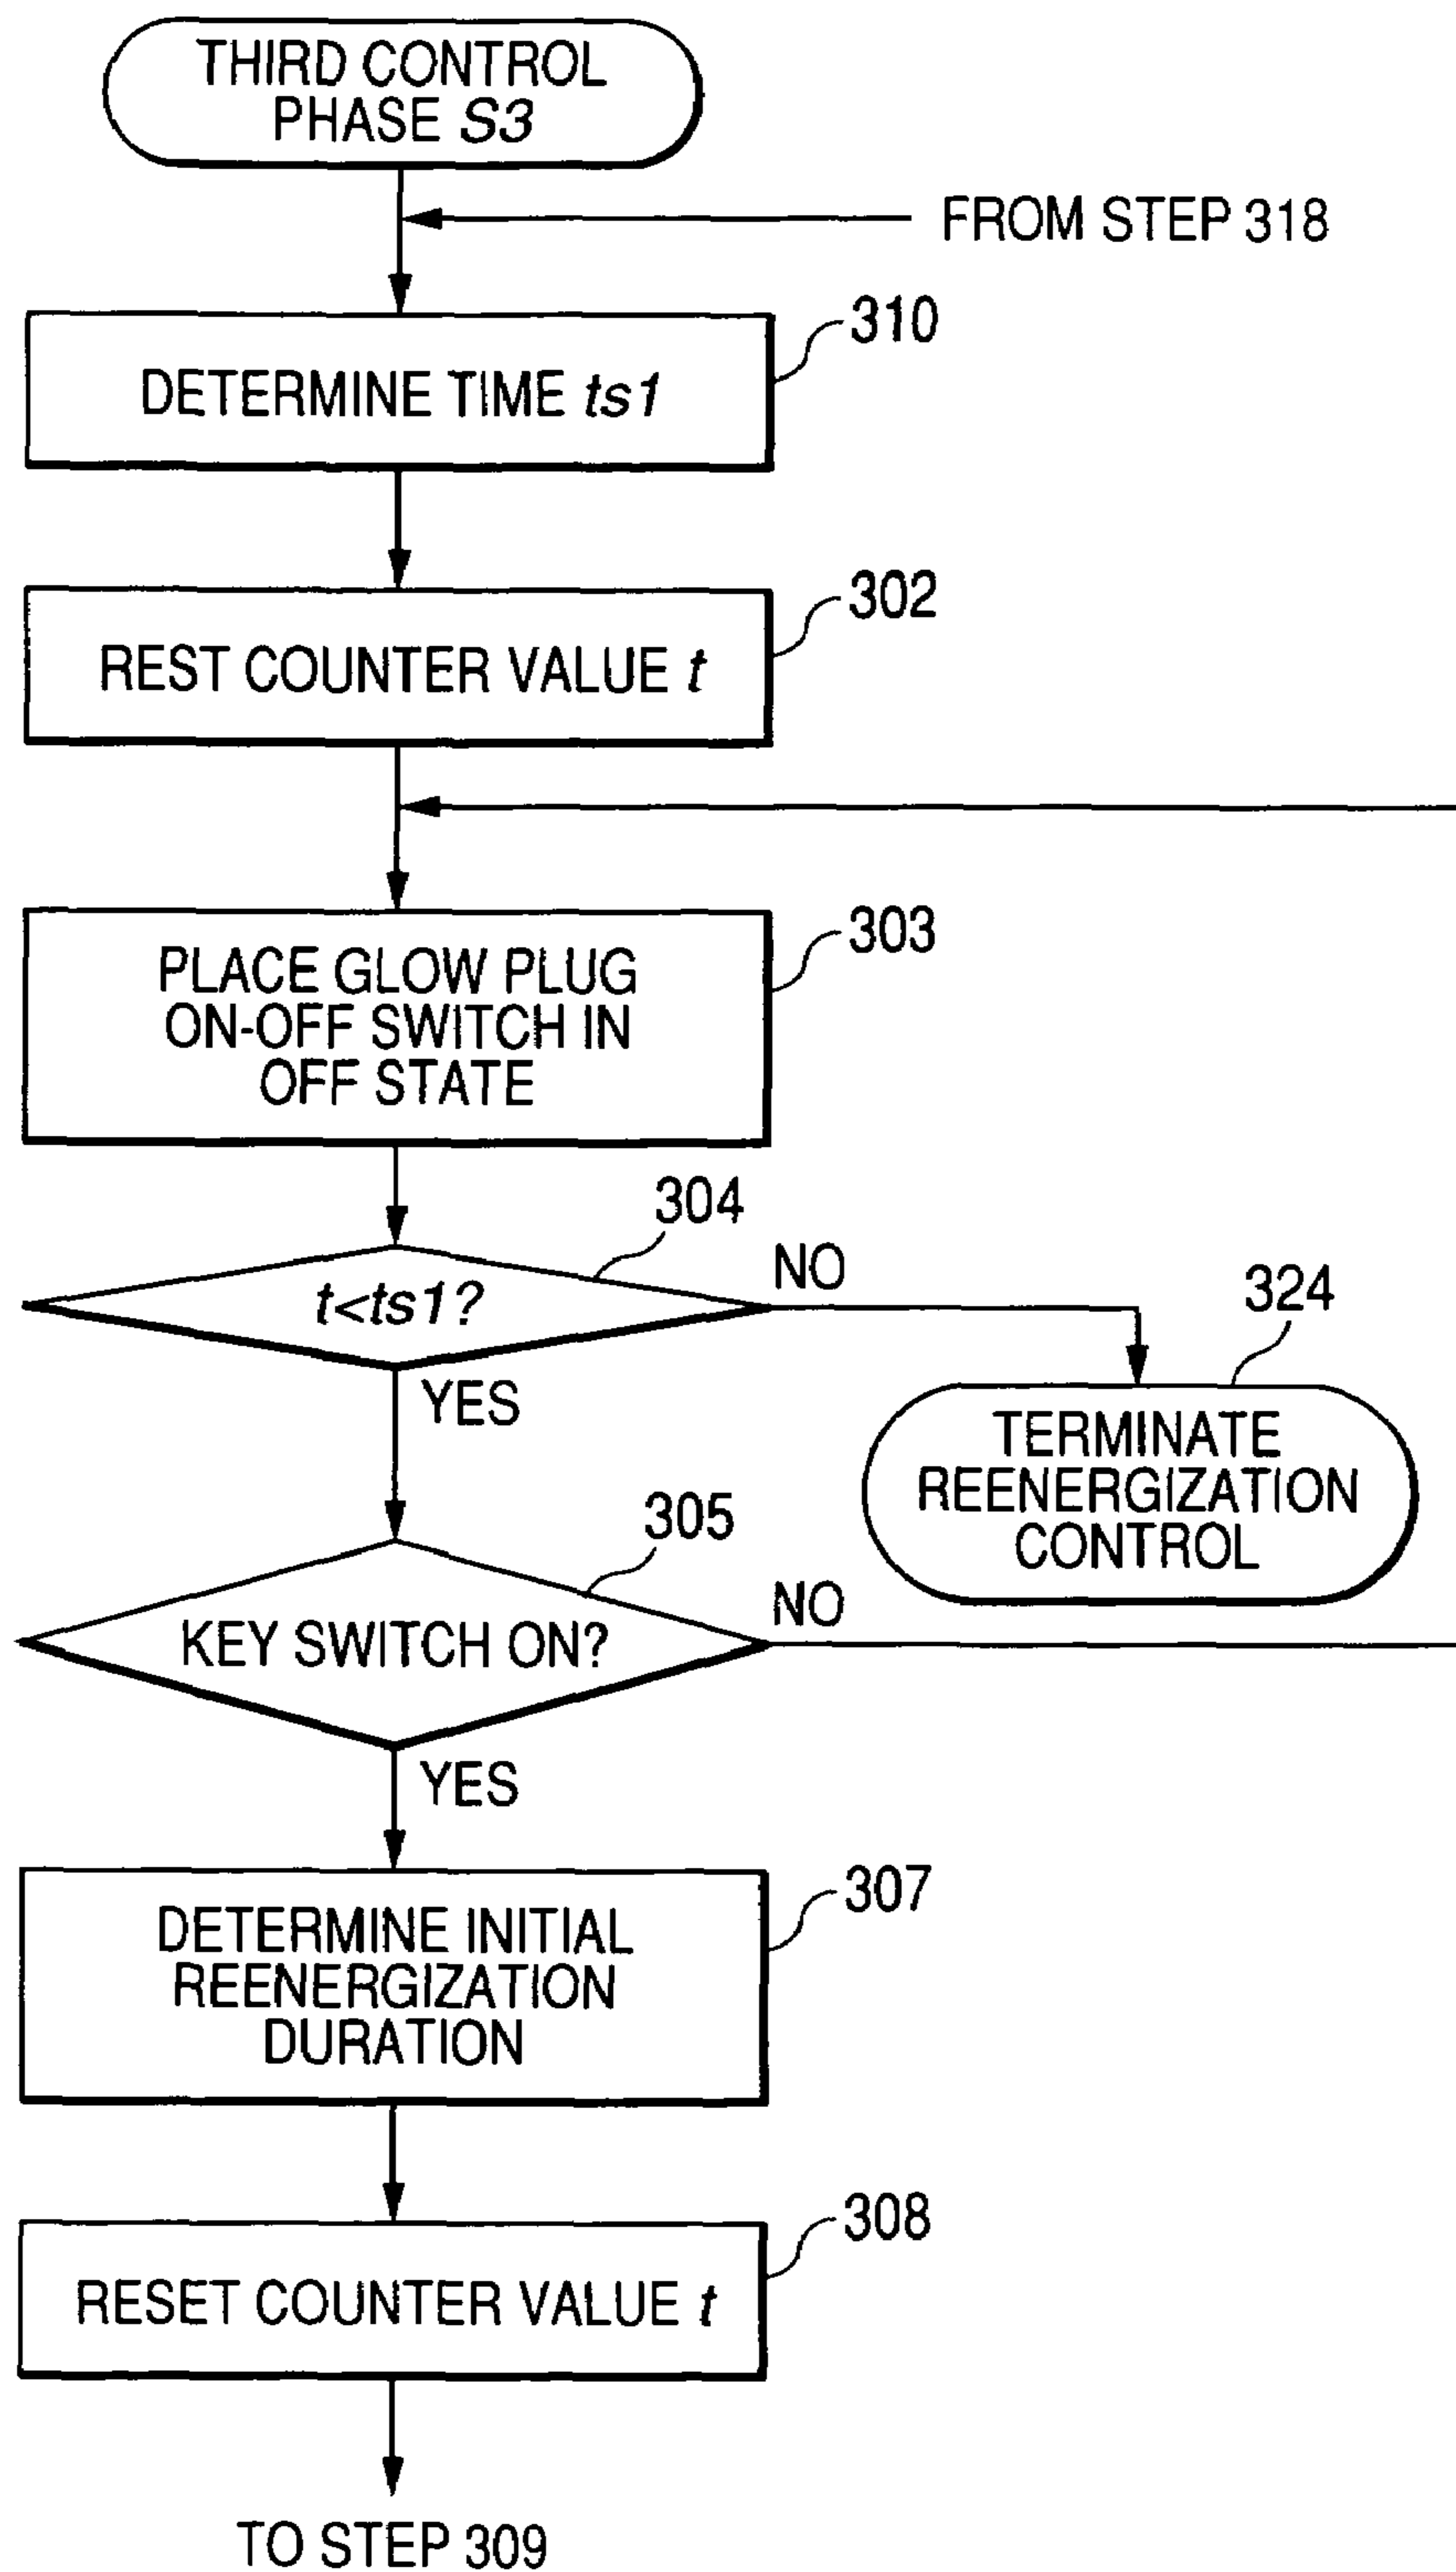 THIRD CONTROL
PHASE S3
FROM STEP 318
310
DETERMINE TIME ts1
302
REST COUNTER VALUE t
303
PLACE GLOW PLUG
ON-OFF SWITCH IN
OFF STATE
304
t<ts1?
NO
YES
324
TERMINATE
REENERGIZATION
CONTROL
305
KEY SWITCH ON?
NO
YES
307
DETERMINE INITIAL
REENERGIZATION
DURATION
308
RESET COUNTER VALUE t
TO STEP 309